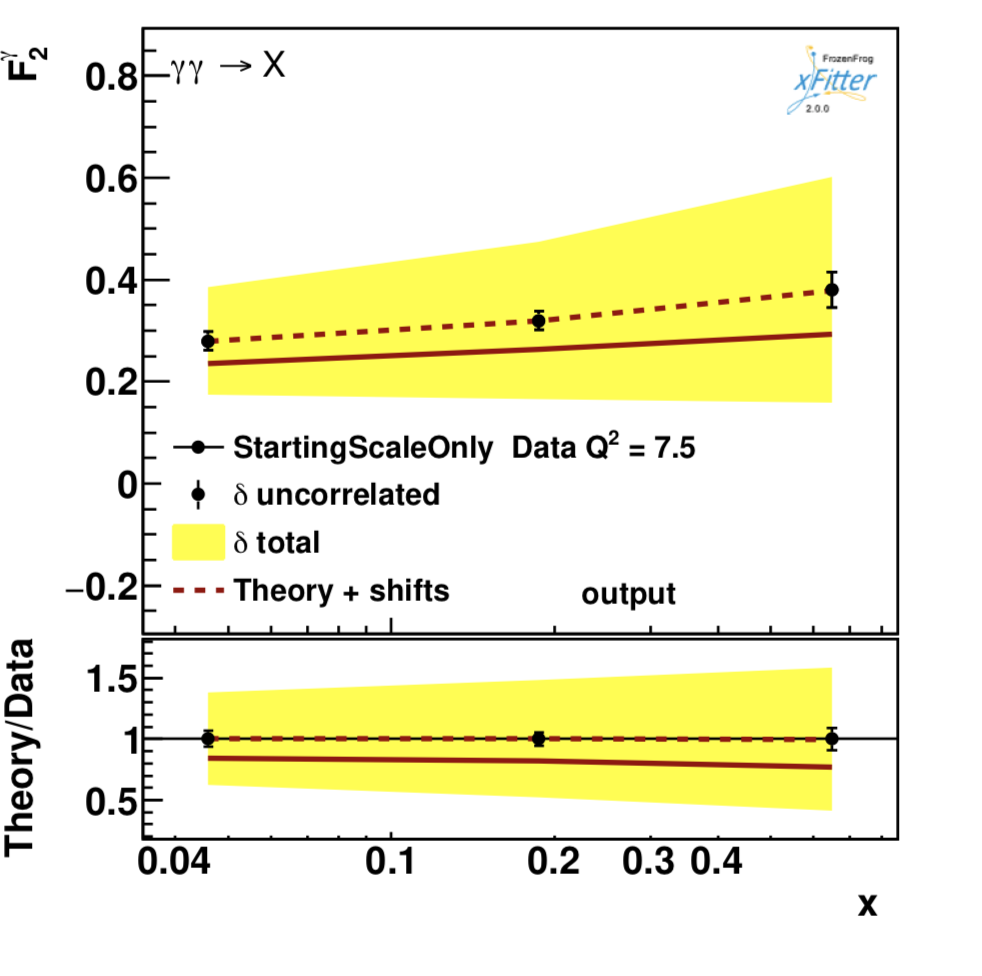 F₂^γ
γγ → X
FrozenFrog
xFitter
2.0.0
0.8
0.6
0.4
0.2
0
−0.2
StartingScaleOnly Data Q² = 7.5
δ uncorrelated
δ total
Theory + shifts
output
Theory/Data
1.5
1
0.5
0.04 0.1 0.2 0.3 0.4
x